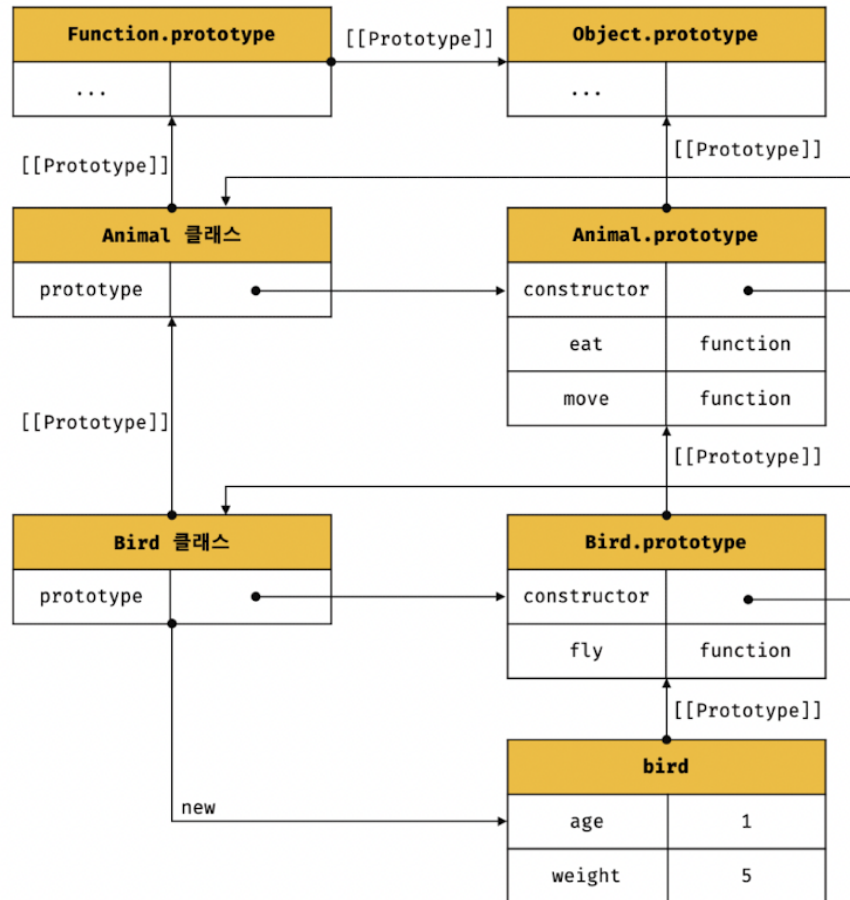 Function.prototype
[[Prototype]]
Object.prototype
...
...
[[Prototype]]
[[Prototype]]
Animal 클래스
Animal.prototype
prototype
constructor
eat
function
move
function
[[Prototype]]
[[Prototype]]
Bird 클래스
Bird.prototype
prototype
constructor
fly
function
[[Prototype]]
bird
new
age
1
weight
5